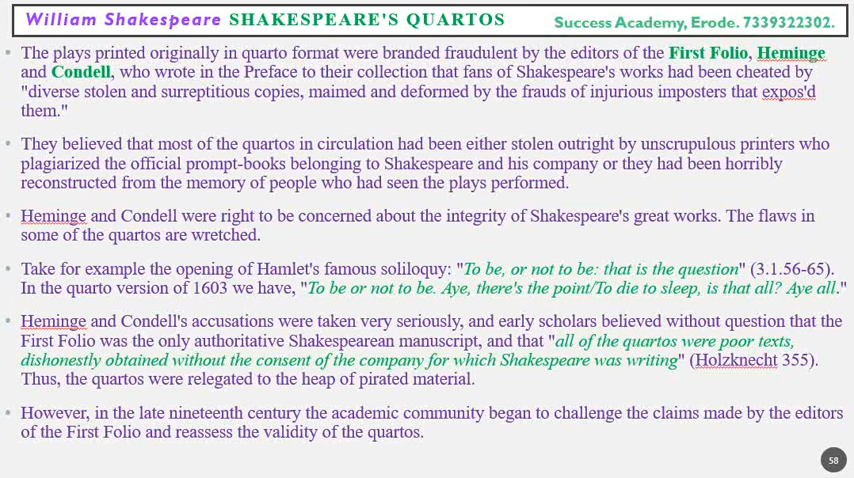 William Shakespeare SHAKESPEARE'S QUARTOS Success Academy, Erode. 7339322302.
• The plays printed originally in quarto format were branded fraudulent by the editors of the First Folio, Heminge
and Condell, who wrote in the Preface to their collection that fans of Shakespeare's works had been cheated by
"diverse stolen and surreptitious copies, maimed and deformed by the frauds of injurious imposters that expos'd
them."
• They believed that most of the quartos in circulation had been either stolen outright by unscrupulous printers who
plagiarized the official prompt-books belonging to Shakespeare and his company or they had been horribly
reconstructed from the memory of people who had seen the plays performed.
• Heminge and Condell were right to be concerned about the integrity of Shakespeare's great works. The flaws in
some of the quartos are wretched.
• Take for example the opening of Hamlet's famous soliloquy: "To be, or not to be: that is the question" (3.1.56-65).
In the quarto version of 1603 we have, "To be or not to be. Aye, there's the point/To die to sleep, is that all? Aye all."
• Heminge and Condell's accusations were taken very seriously, and early scholars believed without question that the
First Folio was the only authoritative Shakespearean manuscript, and that "all of the quartos were poor texts,
dishonestly obtained without the consent of the company for which Shakespeare was writing" (Holzknecht 355).
Thus, the quartos were relegated to the heap of pirated material.
• However, in the late nineteenth century the academic community began to challenge the claims made by the editors
of the First Folio and reassess the validity of the quartos.
58